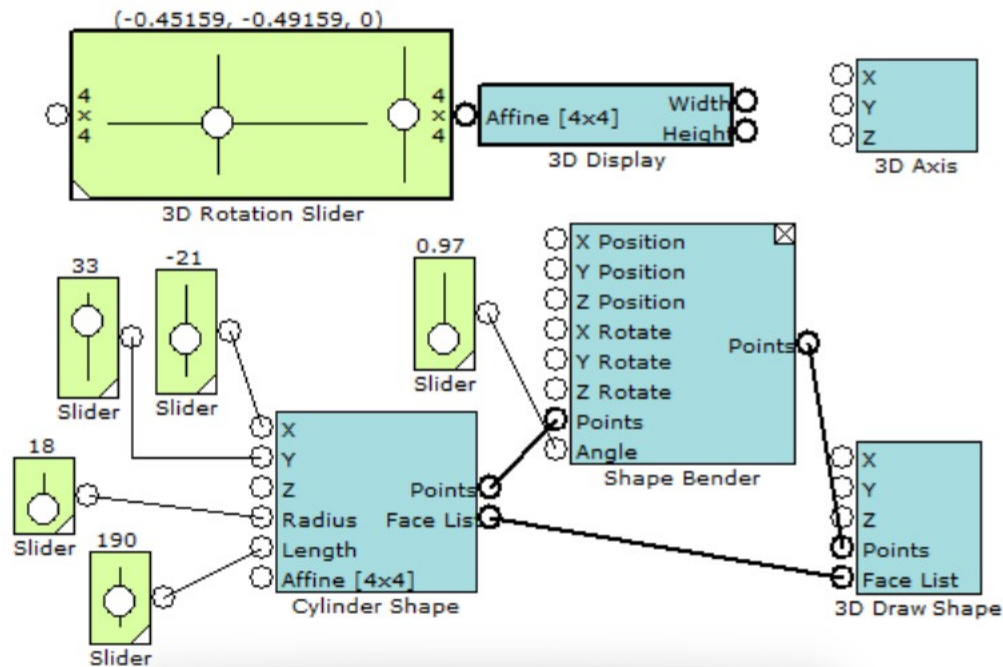 (-0.45159, -0.49159, 0)
4
x
4
4
x
4
3D Rotation Slider
Affine [4x4]
Width
Height
3D Display
X
Y
Z
3D Axis
33
Slider
-21
Slider
0.97
Slider
X Position
Y Position
Z Position
X Rotate
Y Rotate
Z Rotate
Points
Angle
Points
Shape Bender
18
Slider
190
Slider
X
Y
Z
Radius
Length
Affine [4x4]
Points
Face List
Cylinder Shape
X
Y
Z
Points
Face List
3D Draw Shape